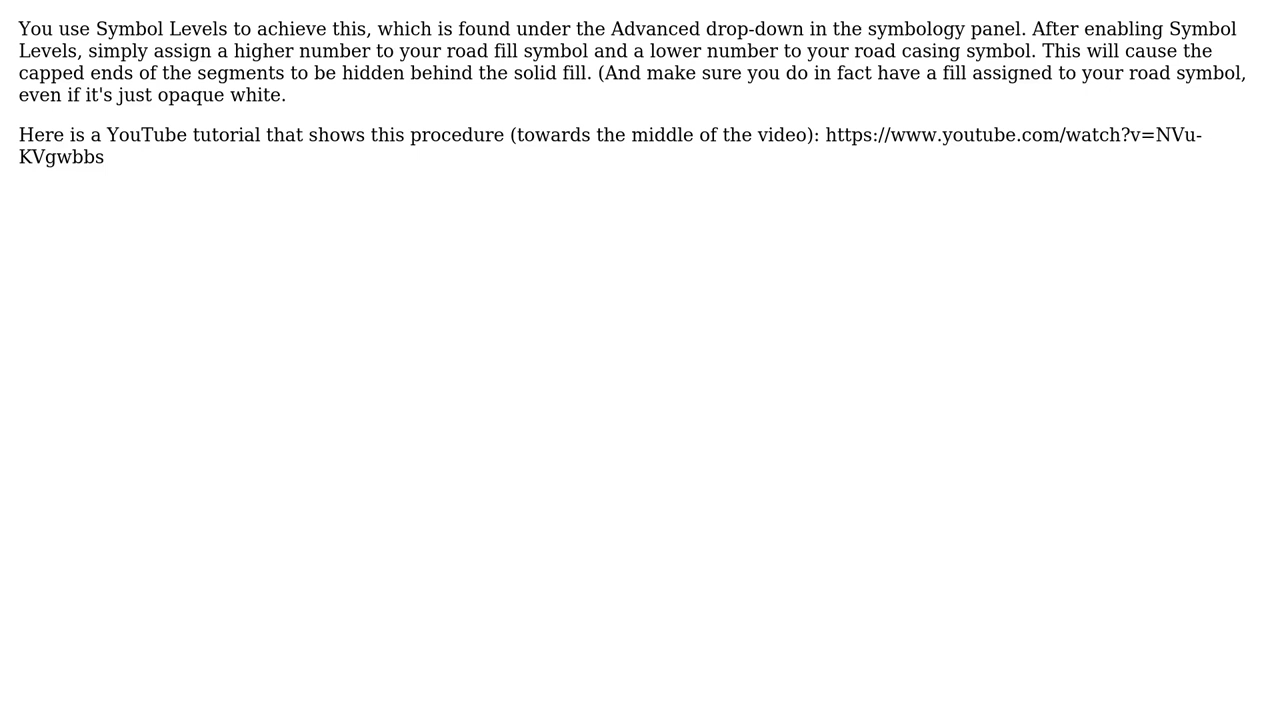 You use Symbol Levels to achieve this, which is found under the Advanced drop-down in the symbology panel. After enabling Symbol
Levels, simply assign a higher number to your road fill symbol and a lower number to your road casing symbol. This will cause the
capped ends of the segments to be hidden behind the solid fill. (And make sure you do in fact have a fill assigned to your road symbol,
even if it's just opaque white.
Here is a YouTube tutorial that shows this procedure (towards the middle of the video): https://www.youtube.com/watch?v=NVu-
KVgwbbs